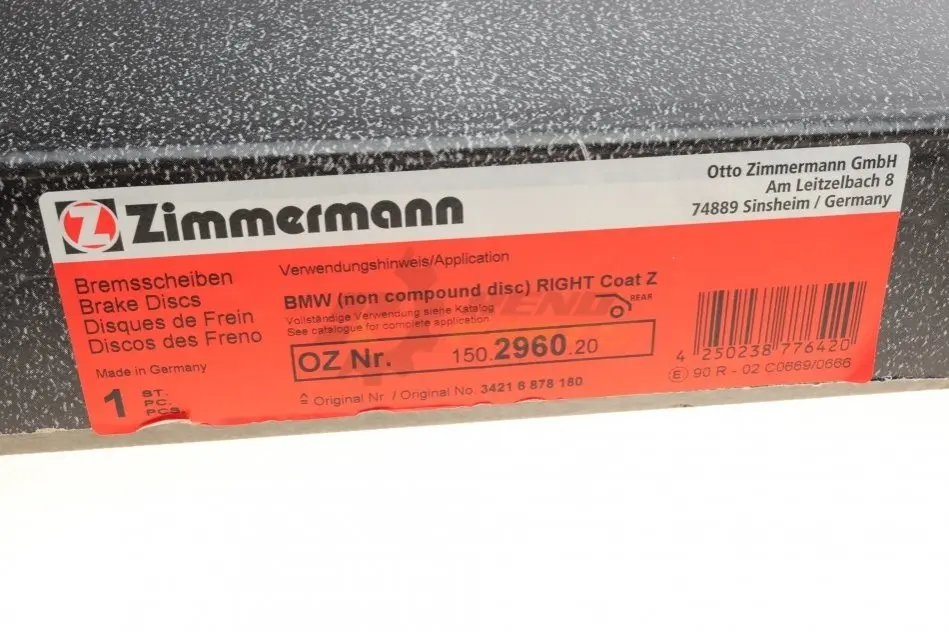 Z Zimmermann
Otto Zimmermann GmbH
Am Leitzelbach 8
74889 Sinsheim / Germany
Bremsscheiben
Brake Discs
Disques de Frein
Discos des Freno
Made in Germany
1 ST.
PC.
PCS.
Verwendungshinweis/Application
BMW (non compound disc) RIGHT Coat Z
Vollständige Verwendung siehe Katalog
See catalogue for complete application
REAR
OZ Nr. 150.2960.20
≙ Original Nr / Original No. 3421 6 878 180
4 250238 776420
E 90 R - 02 C0669/0666